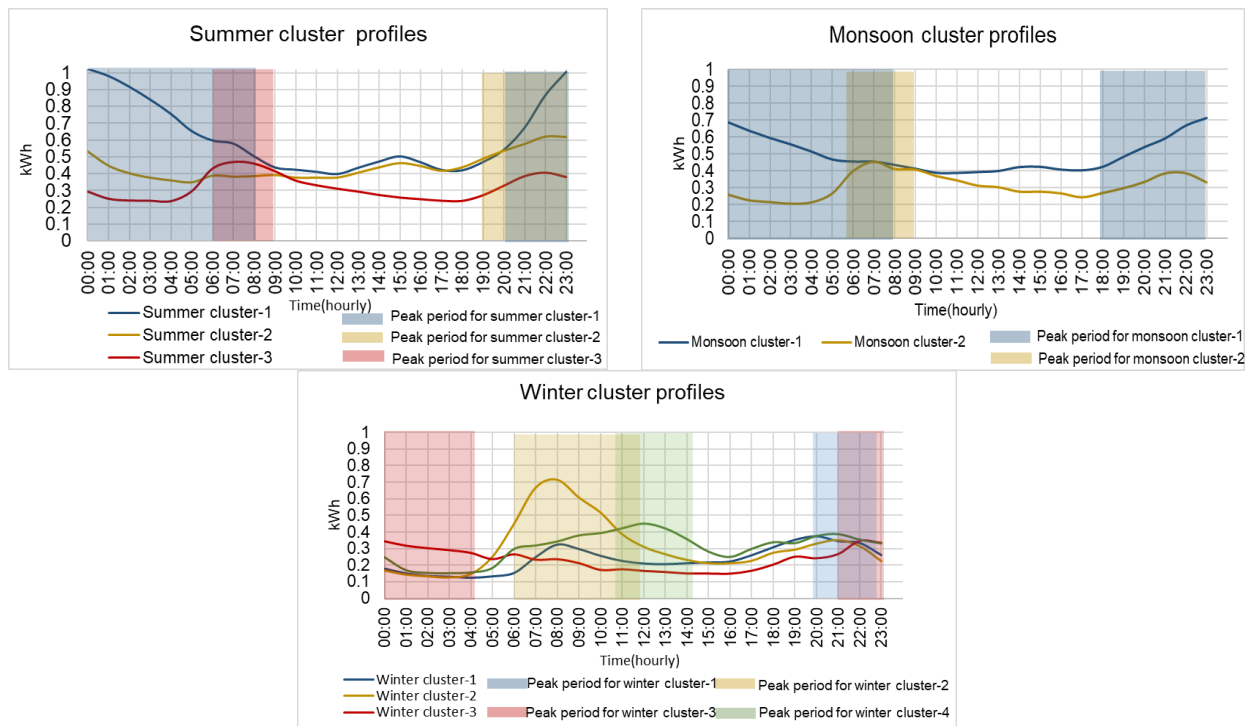 Summer cluster profiles
kWh
1
0.9
0.8
0.7
0.6
0.5
0.4
0.3
0.2
0.1
0
00:00 01:00 02:00 03:00 04:00 05:00 06:00 07:00 08:00 09:00 10:00 11:00 12:00 13:00 14:00 15:00 16:00 17:00 18:00 19:00 20:00 21:00 22:00 23:00
Time(hourly)
Summer cluster-1 Peak period for summer cluster-1
Summer cluster-2 Peak period for summer cluster-2
Summer cluster-3 Peak period for summer cluster-3
Monsoon cluster profiles
kWh
1
0.9
0.8
0.7
0.6
0.5
0.4
0.3
0.2
0.1
0
00:00 01:00 02:00 03:00 04:00 05:00 06:00 07:00 08:00 09:00 10:00 11:00 12:00 13:00 14:00 15:00 16:00 17:00 18:00 19:00 20:00 21:00 22:00 23:00
Time(hourly)
Monsoon cluster-1 Monsoon cluster-2 Peak period for monsoon cluster-1
Peak period for monsoon cluster-2
Winter cluster profiles
kWh
1
0.9
0.8
0.7
0.6
0.5
0.4
0.3
0.2
0.1
0
00:00 01:00 02:00 03:00 04:00 05:00 06:00 07:00 08:00 09:00 10:00 11:00 12:00 13:00 14:00 15:00 16:00 17:00 18:00 19:00 20:00 21:00 22:00 23:00
Time(hourly)
Winter cluster-1 Peak period for winter cluster-1 Peak period for winter cluster-2
Winter cluster-2
Winter cluster-3 Peak period for winter cluster-3 Peak period for winter cluster-4